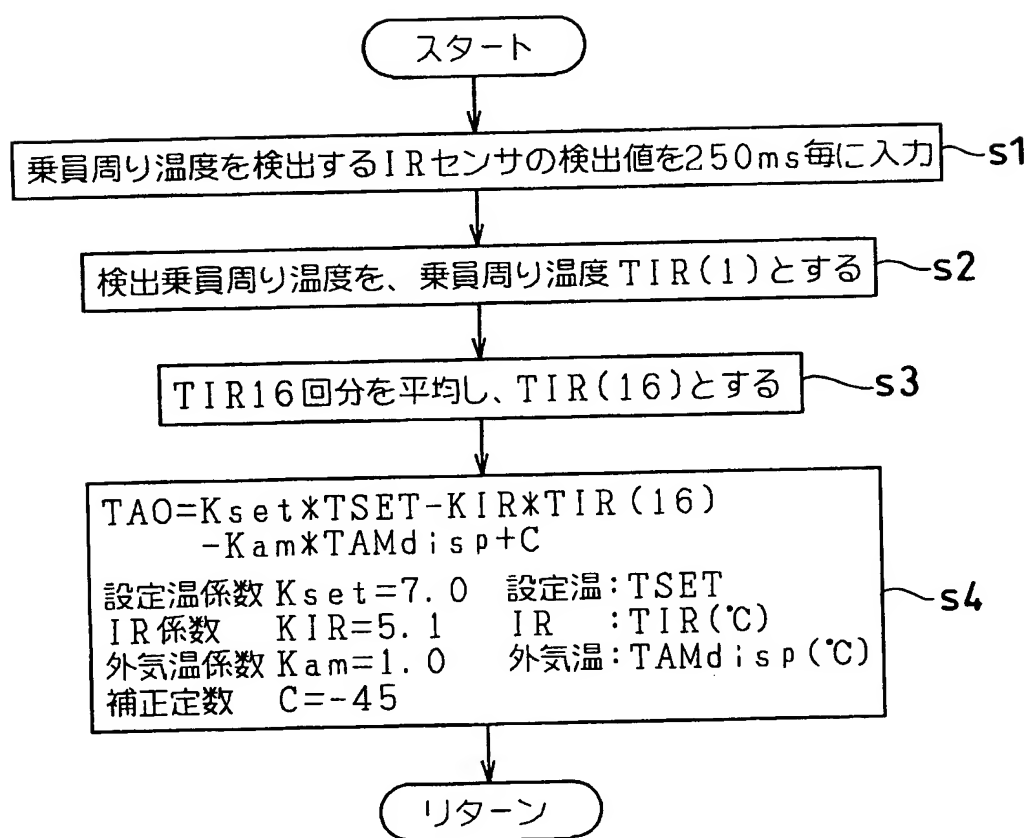 スタート
乗員周り温度を検出するIRセンサの検出値を250ms毎に入力 s1
検出乗員周り温度を、乗員周り温度TIR(1)とする s2
TIR16回分を平均し、TIR(16)とする s3
TAO=Kset*TSET-KIR*TIR(16)
-Kam*TAMdisp+C
設定温係数 Kset=7.0 設定温:TSET
IR係数 KIR=5.1 IR :TIR(℃)
s4
外気温係数 Kam=1.0 外気温:TAMdisp(℃)
補正定数 C=-45
リターン